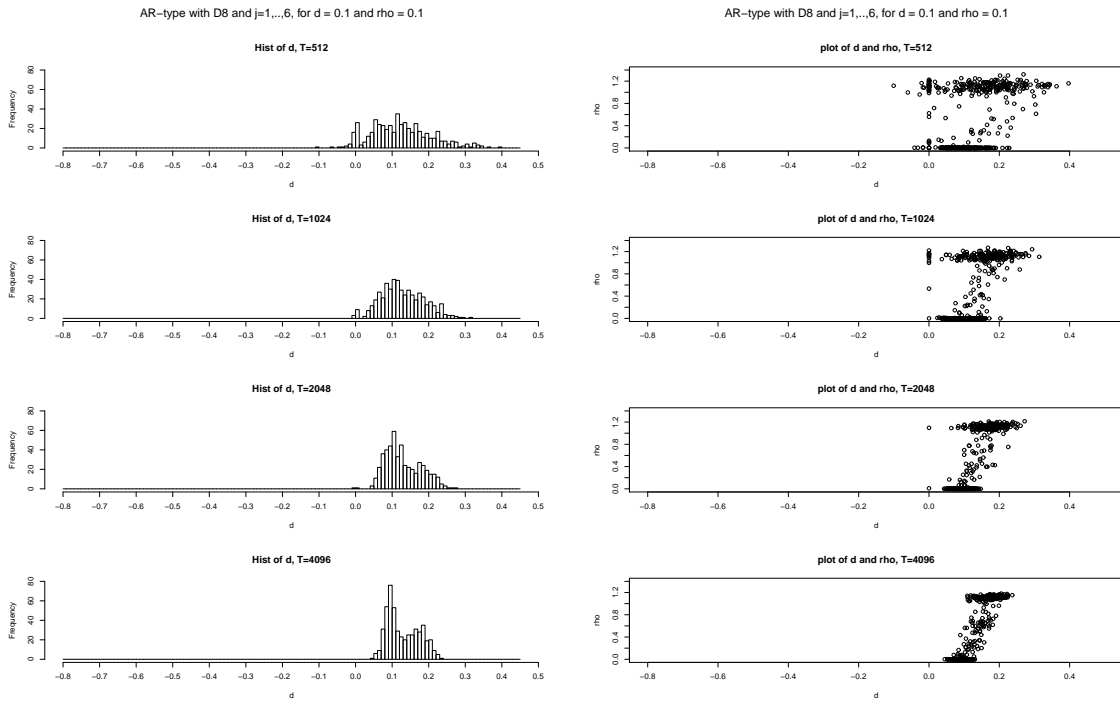 AR−type with D8 and j=1,..,6, for d = 0.1 and rho = 0.1
Hist of d, T=512
Frequency
0 20 40 60 80
−0.8 −0.7 −0.6 −0.5 −0.4 −0.3 −0.2 −0.1 0.0 0.1 0.2 0.3 0.4 0.5
d
Hist of d, T=1024
Frequency
0 20 40 60 80
−0.8 −0.7 −0.6 −0.5 −0.4 −0.3 −0.2 −0.1 0.0 0.1 0.2 0.3 0.4 0.5
d
Hist of d, T=2048
Frequency
0 20 40 60 80
−0.8 −0.7 −0.6 −0.5 −0.4 −0.3 −0.2 −0.1 0.0 0.1 0.2 0.3 0.4 0.5
d
Hist of d, T=4096
Frequency
0 20 40 60 80
−0.8 −0.7 −0.6 −0.5 −0.4 −0.3 −0.2 −0.1 0.0 0.1 0.2 0.3 0.4 0.5
d
AR−type with D8 and j=1,..,6, for d = 0.1 and rho = 0.1
plot of d and rho, T=512
rho
0.0 0.4 0.8 1.2
−0.8 −0.6 −0.4 −0.2 0.0 0.2 0.4
d
plot of d and rho, T=1024
rho
0.0 0.4 0.8 1.2
−0.8 −0.6 −0.4 −0.2 0.0 0.2 0.4
d
plot of d and rho, T=2048
rho
0.0 0.4 0.8 1.2
−0.8 −0.6 −0.4 −0.2 0.0 0.2 0.4
d
plot of d and rho, T=4096
rho
0.0 0.4 0.8 1.2
−0.8 −0.6 −0.4 −0.2 0.0 0.2 0.4
d